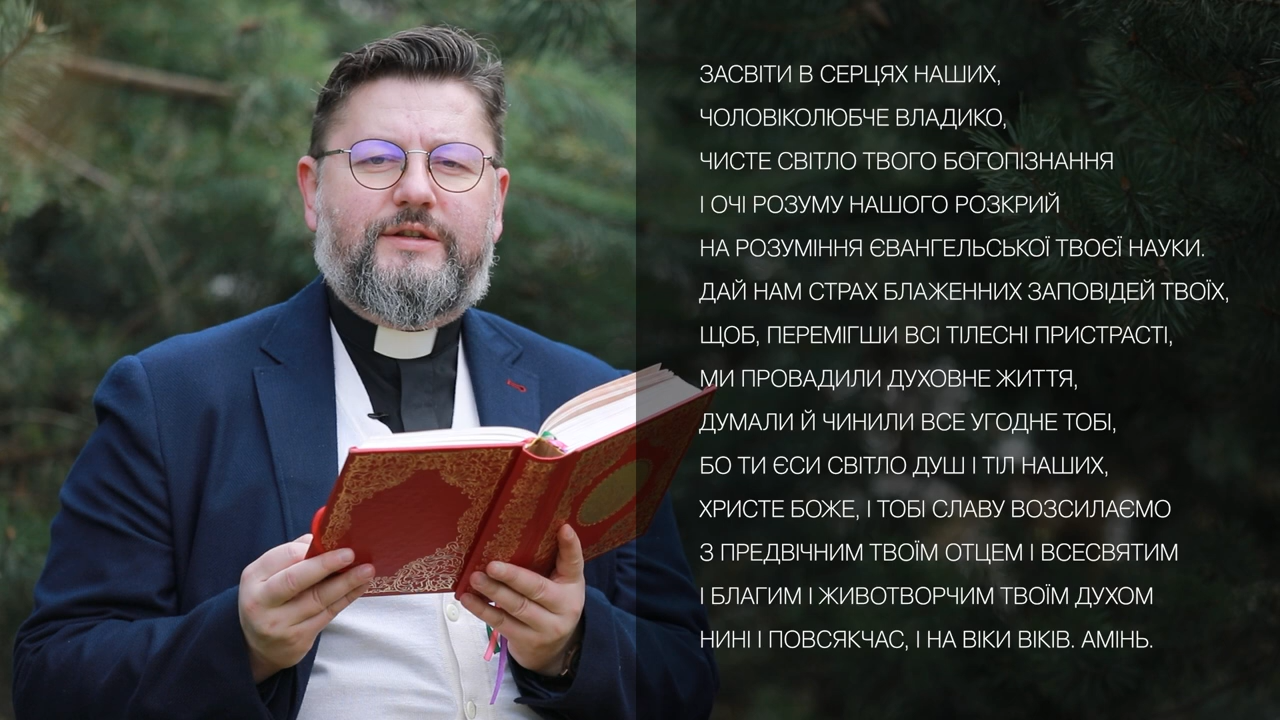 ЗАСВІТИ В СЕРЦЯХ НАШИХ,
ЧОЛОВІКОЛЮБЧЕ ВЛАДИКО,
ЧИСТЕ СВІТЛО ТВОГО БОГОПІЗНАННЯ
І ОЧІ РОЗУМУ НАШОГО РОЗКРИЙ
НА РОЗУМІННЯ ЄВАНГЕЛЬСЬКОЇ ТВОЄЇ НАУКИ.
ДАЙ НАМ СТРАХ БЛАЖЕННИХ ЗАПОВІДЕЙ ТВОЇХ,
ЩОБ, ПЕРЕМІГШИ ВСІ ТІЛЕСНІ ПРИСТРАСТІ,
МИ ПРОВАДИЛИ ДУХОВНЕ ЖИТТЯ,
ДУМАЛИ Й ЧИНИЛИ ВСЕ УГОДНЕ ТОБІ,
БО ТИ ЄСИ СВІТЛО ДУШ І ТІЛ НАШИХ,
ХРИСТЕ БОЖЕ, І ТОБІ СЛАВУ ВОЗСИЛАЄМО
З ПРЕДВІЧНИМ ТВОЇМ ОТЦЕМ І ВСЕСВЯТИМ
І БЛАГИМ І ЖИВОТВОРЧИМ ТВОЇМ ДУХОМ
НИНІ І ПОВСЯКЧАС, І НА ВІКИ ВІКІВ. АМІНЬ.